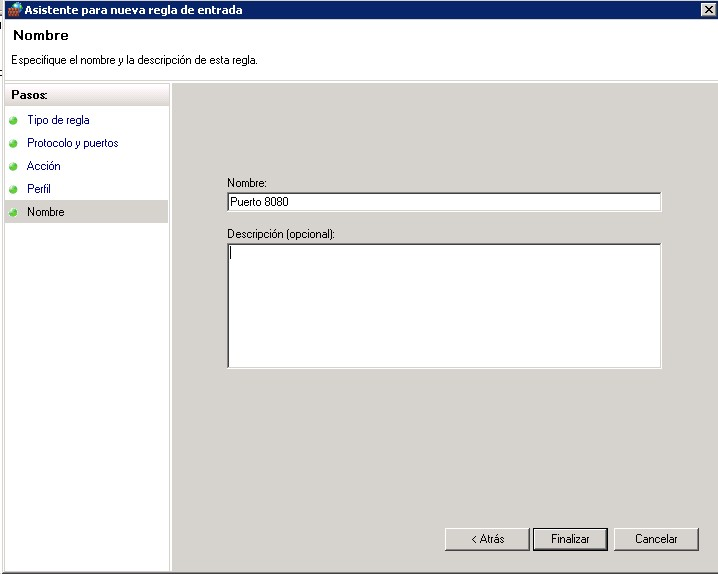 Asistente para nueva regla de entrada
Nombre
Especifique el nombre y la descripción de esta regla.
Pasos:
Tipo de regla
Protocolo y puertos
Acción
Perfil
Nombre
Nombre:
Puerto 8080
Descripción (opcional):
< Atrás
Finalizar
Cancelar